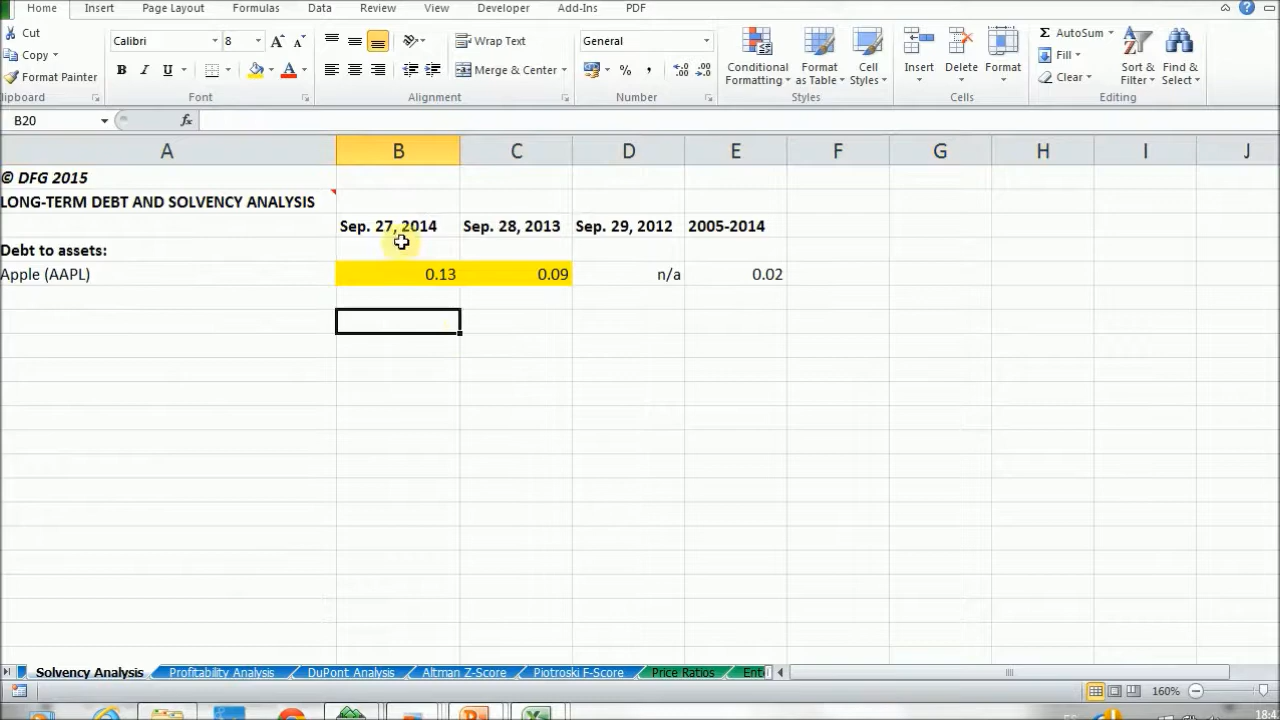 Home Insert Page Layout Formulas Data Review View Developer Add-Ins PDF
Cut
Copy
Format Painter
lipboard
Calibri 8
B I U A
Font
Wrap Text
Merge & Center
Alignment
General
% ,
Number
Conditional Formatting
Format as Table
Cell Styles
Styles
Insert Delete Format
Cells
Σ AutoSum
Fill
Clear
Sort & Filter
Find & Select
Editing
B20 fx
A B C D E F G H I J
© DFG 2015
LONG-TERM DEBT AND SOLVENCY ANALYSIS
Sep. 27, 2014 Sep. 28, 2013 Sep. 29, 2012 2005-2014
Debt to assets:
Apple (AAPL) 0.13 0.09 n/a 0.02
Solvency Analysis Profitability Analysis DuPont Analysis Altman Z-Score Piotroski F-Score Price Ratios Ent
160%